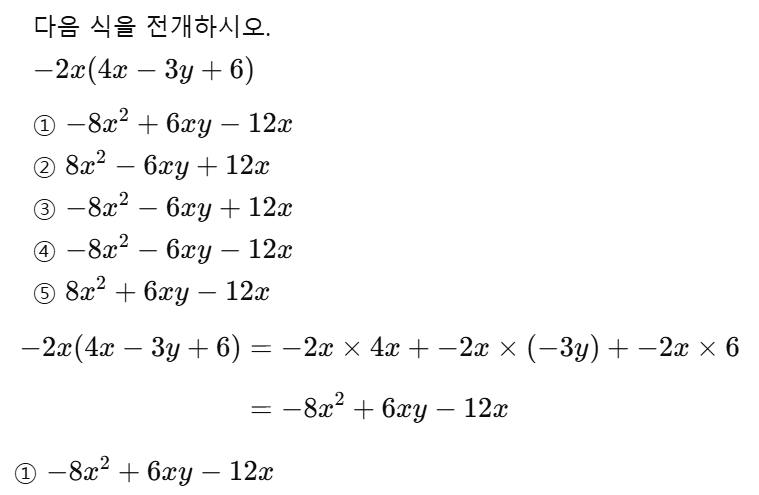 다음 식을 전개하시오.
−2x(4x − 3y + 6)
① −8x² + 6xy − 12x
② 8x² − 6xy + 12x
③ −8x² − 6xy + 12x
④ −8x² − 6xy − 12x
⑤ 8x² + 6xy − 12x
−2x(4x − 3y + 6) = −2x × 4x + −2x × (−3y) + −2x × 6
= −8x² + 6xy − 12x
① −8x² + 6xy − 12x